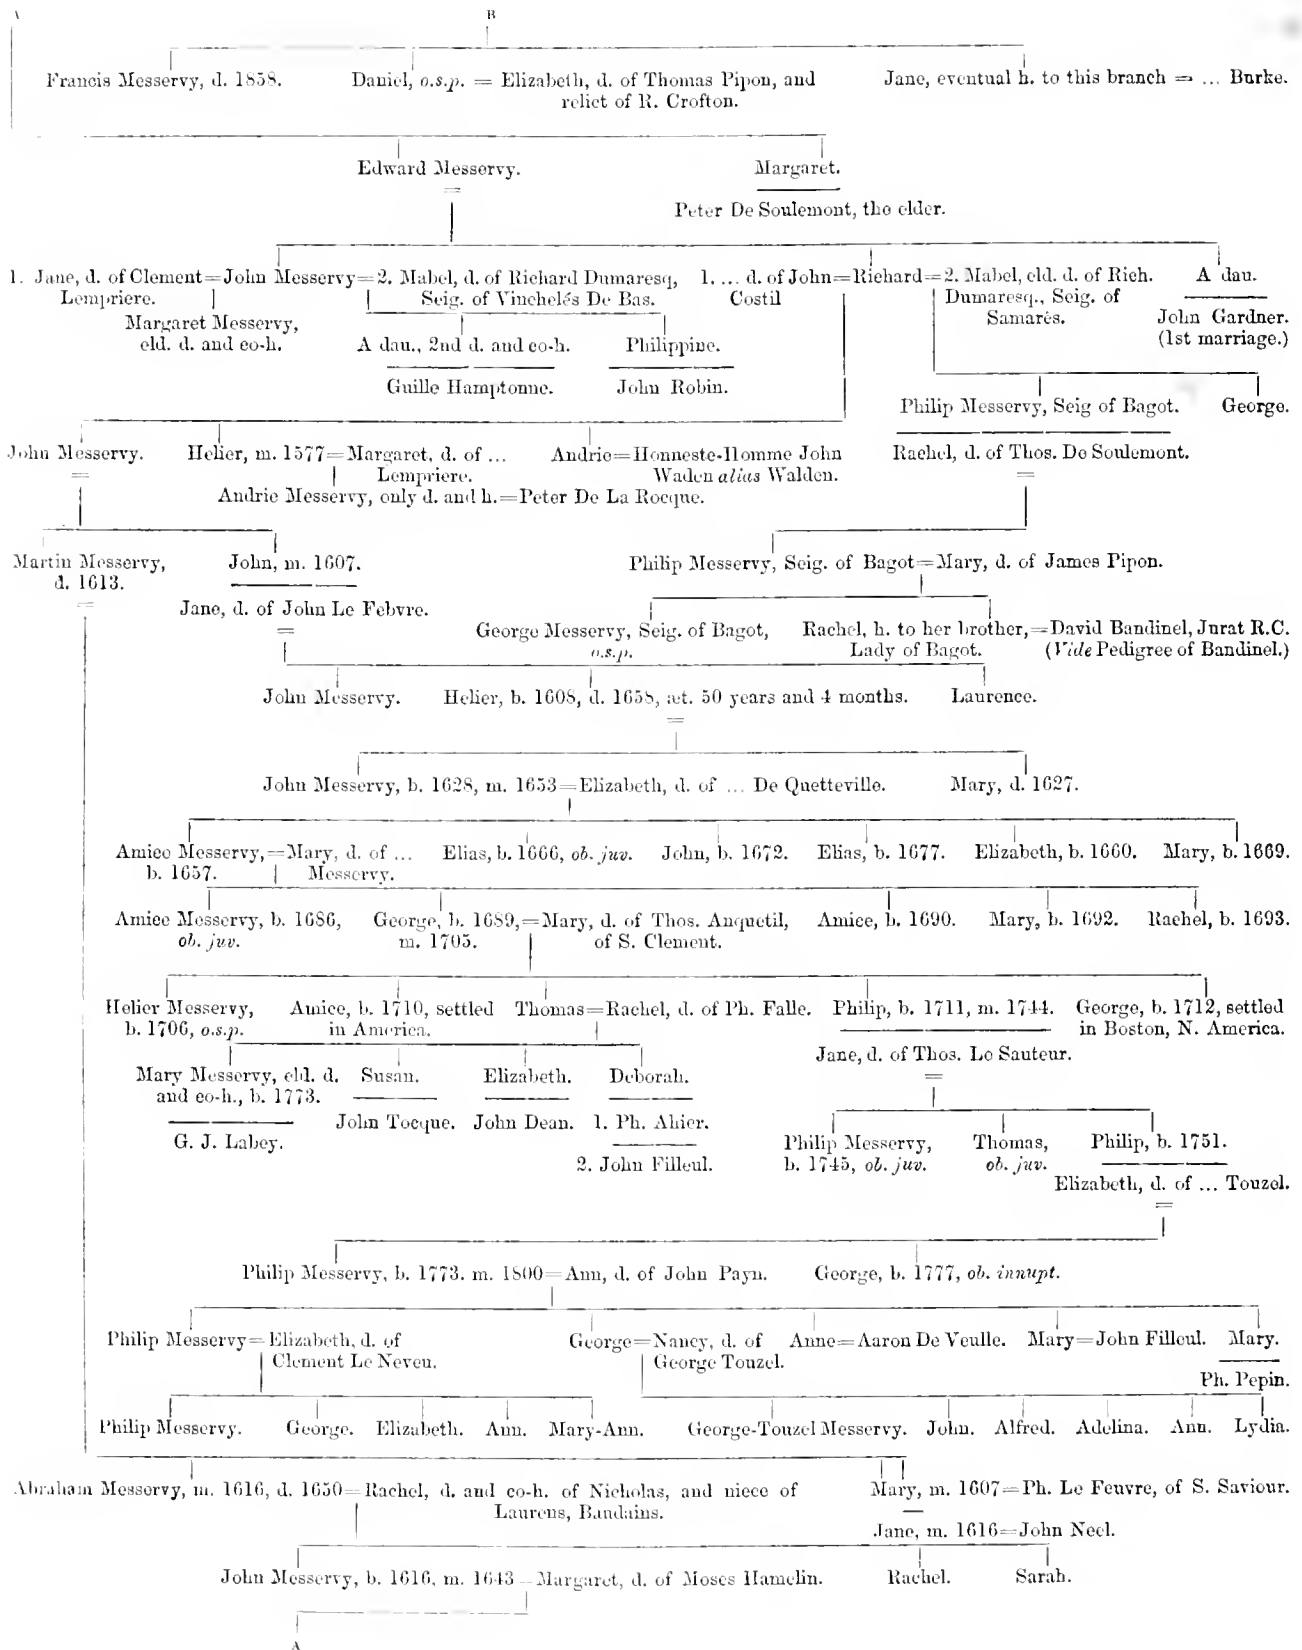 A B
Francis Messervy, d. 1858. Daniel, o.s.p. = Elizabeth, d. of Thomas Pipon, and Jane, eventual h. to this branch = ... Burke.
relict of R. Crofton.
Edward Messervy. Margaret.
=
Peter De Soulemont, the elder.
1. Jane, d. of Clement=John Messervy=2. Mabel, d. of Richard Dumaresq, 1. ... d. of John=Richard=2. Mabel, eld. d. of Rich. A dau.
Lempriere. Seig. of Vinchelés De Bas. Costil Dumaresq., Seig. of
Samarés. John Gardner.
(1st marriage.)
Margaret Messervy,
eld. d. and co-h. A dau., 2nd d. and co-h. Philippine.
Guille Hamptonne. John Robin.
Philip Messervy, Seig of Bagot. George.
John Messervy. Helier, m. 1577=Margaret, d. of ... Andrie=Honneste-Homme John Rachel, d. of Thos. De Soulemont.
= Lempriere. Waden alias Walden. =
Andrie Messervy, only d. and h.=Peter De La Rocque.
Martin Messervy, John, m. 1607. Philip Messervy, Seig. of Bagot=Mary, d. of James Pipon.
d. 1613.
=
Jane, d. of John Le Febvre.
=
George Messervy, Seig. of Bagot, Rachel, h. to her brother,=David Bandinel, Jurat R.C.
o.s.p. Lady of Bagot. (Vide Pedigree of Bandinel.)
John Messervy. Helier, b. 1608, d. 1658, æt. 50 years and 4 months. Laurence.
=
John Messervy, b. 1628, m. 1653=Elizabeth, d. of ... De Quetteville. Mary, d. 1627.
Amice Messervy,=Mary, d. of ... Elias, b. 1666, ob. juv. John, b. 1672. Elias, b. 1677. Elizabeth, b. 1660. Mary, b. 1669.
b. 1657. Messervy.
Amice Messervy, b. 1686, George, b. 1689,=Mary, d. of Thos. Anquetil, Amice, b. 1690. Mary, b. 1692. Rachel, b. 1693.
ob. juv. m. 1705. of S. Clement.
Helier Messervy, Amice, b. 1710, settled Thomas=Rachel, d. of Ph. Falle. Philip, b. 1711, m. 1744. George, b. 1712, settled
b. 1706, o.s.p. in America. in Boston, N. America.
Jane, d. of Thos. Le Sauteur.
=
Mary Messervy, eld. d. Susan. Elizabeth. Deborah.
and co-h., b. 1773.
John Tocque. John Dean. 1. Ph. Ahier.
G. J. Labey.
2. John Filleul.
Philip Messervy, Thomas, Philip, b. 1751.
b. 1745, ob. juv. ob. juv.
Elizabeth, d. of ... Touzel.
=
Philip Messervy, b. 1773. m. 1800=Ann, d. of John Payn. George, b. 1777, ob. innupt.
Philip Messervy=Elizabeth, d. of George=Nancy, d. of Anne=Aaron De Veulle. Mary=John Filleul. Mary.
Clement Le Neveu. George Touzel.
Ph. Pepin.
Philip Messervy. George. Elizabeth. Ann. Mary-Ann. George-Touzel Messervy. John. Alfred. Adelina. Ann. Lydia.
Abraham Messervy, m. 1616, d. 1650=Rachel, d. and co-h. of Nicholas, and niece of Mary, m. 1607=Ph. Le Feuvre, of S. Saviour.
Laurens, Bandains.
Jane, m. 1616=John Neel.
John Messervy, b. 1616, m. 1643=Margaret, d. of Moses Hamelin. Rachel. Sarah.
A